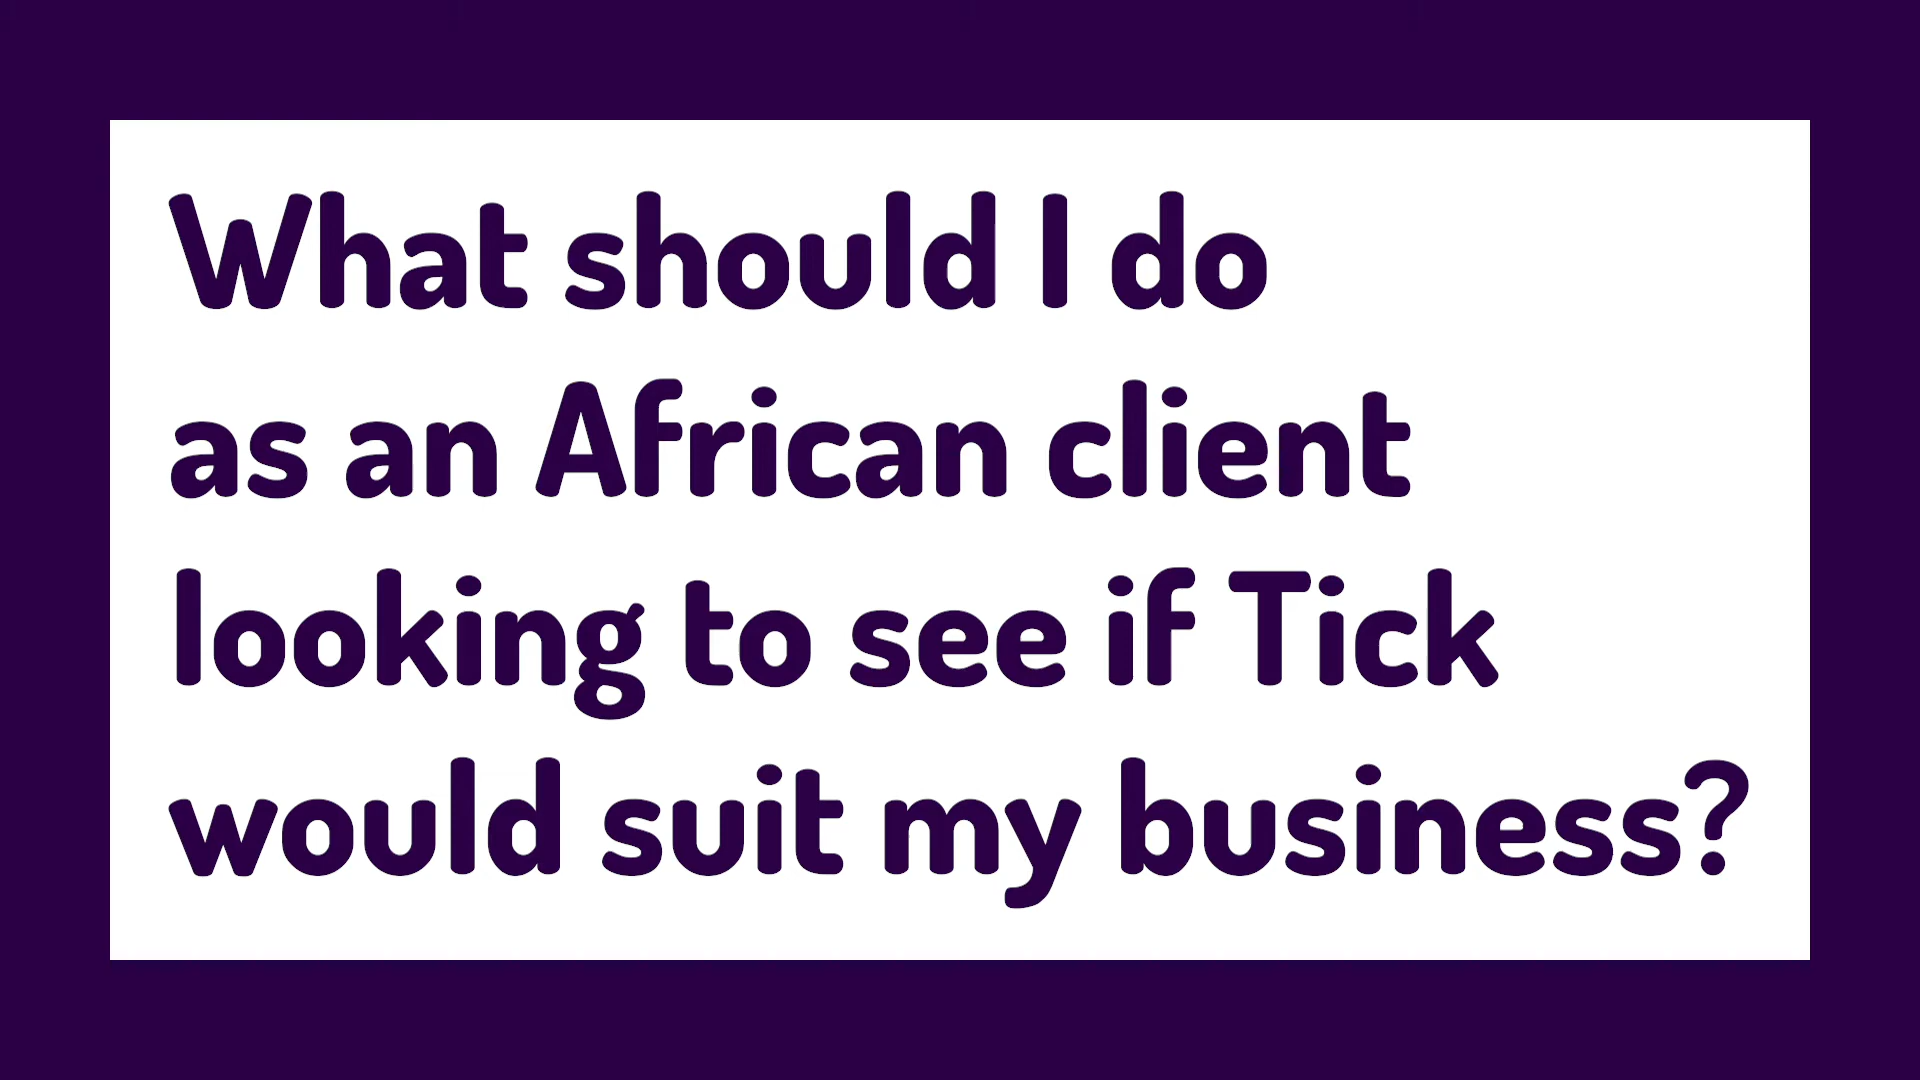 What should I do
as an African client
looking to see if Tick
would suit my business?